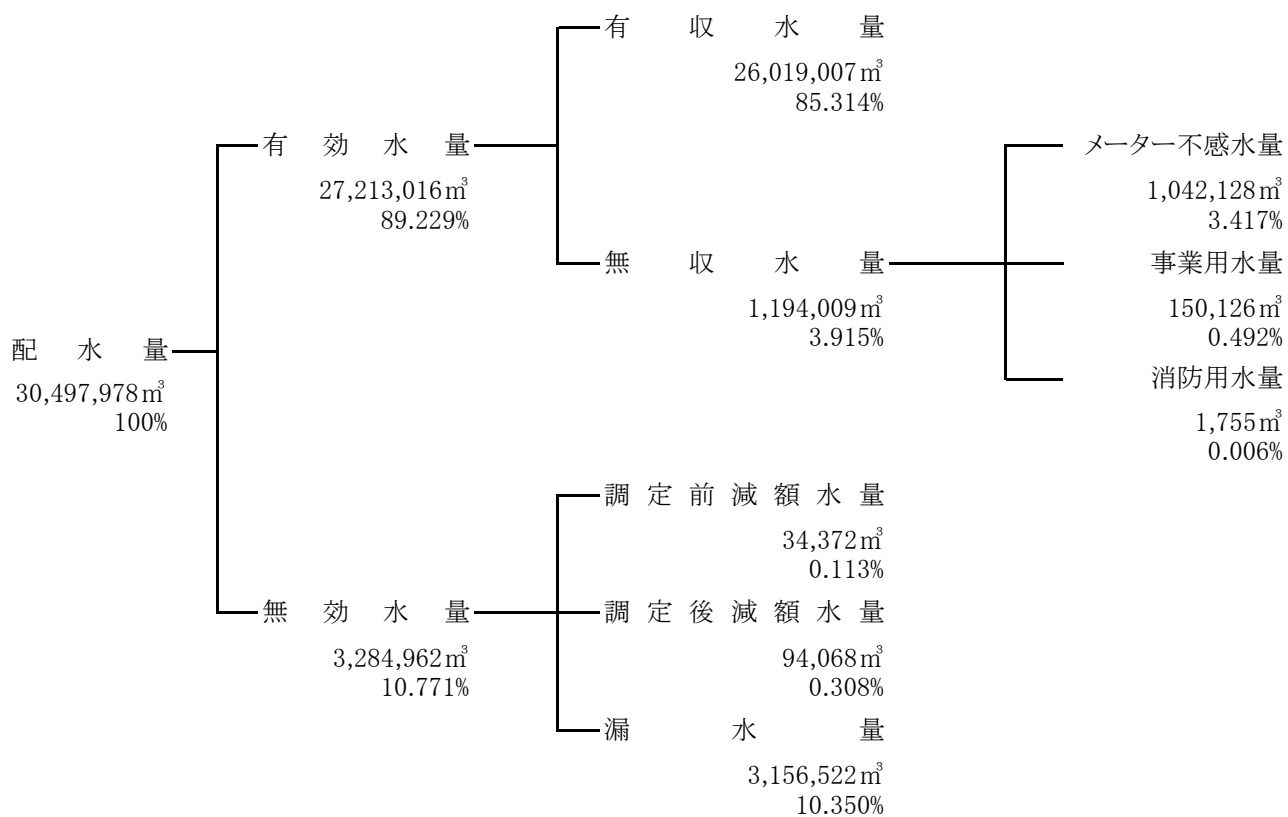 配水量
30,497,978㎥
100%
有効水量
27,213,016㎥
89.229%
有収水量
26,019,007㎥
85.314%
無収水量
1,194,009㎥
3.915%
メーター不感水量
1,042,128㎥
3.417%
事業用水量
150,126㎥
0.492%
消防用水量
1,755㎥
0.006%
無効水量
3,284,962㎥
10.771%
調定前減額水量
34,372㎥
0.113%
調定後減額水量
94,068㎥
0.308%
漏水量
3,156,522㎥
10.350%